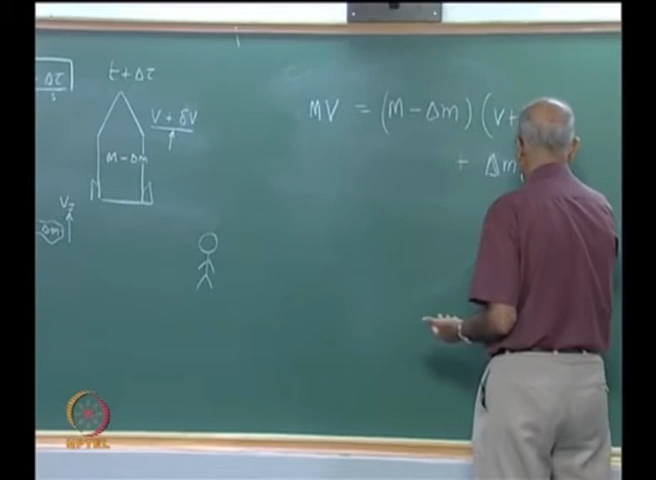 Δτ
t + Δτ
V + δV
M - Δm
V
Δm
MV = (M - Δm) (V+
+ Δm
NPTEL